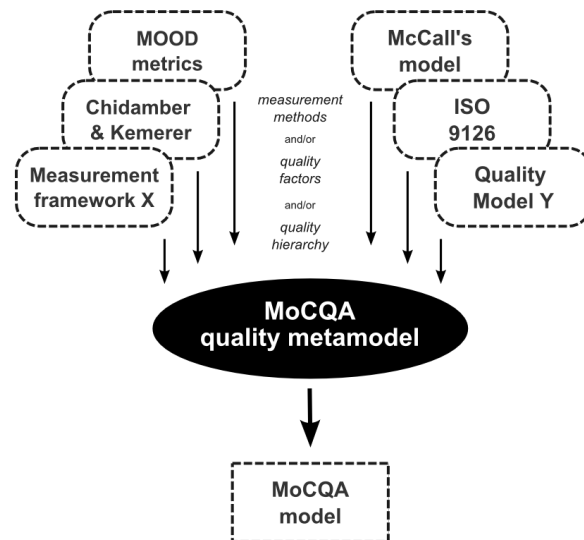 MOOD
metrics
Chidamber
& Kemerer
Measurement
framework X
measurement
methods
and/or
quality
factors
and/or
quality
hierarchy
McCall's
model
ISO
9126
Quality
Model Y
MoCQA
quality metamodel
MoCQA
model